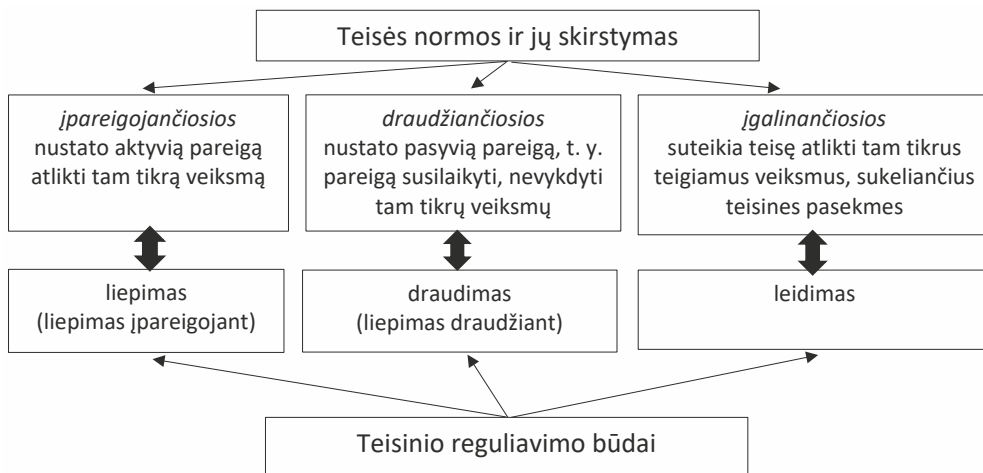 Teisės normos ir jų skirstymas
įpareigojančiosios
nustato aktyvią pareigą
atlikti tam tikrą veiksmą
draudžiančiosios
nustato pasyvią pareigą, t. y.
pareigą susilaikyti, nevykdyti
tam tikrų veiksmų
įgalinančiosios
suteikia teisę atlikti tam tikrus
teigiamus veiksmus, sukeliančius
teisines pasekmes
liepimas
(liepimas įpareigojant)
draudimas
(liepimas draudžiant)
leidimas
Teisinio reguliavimo būdai